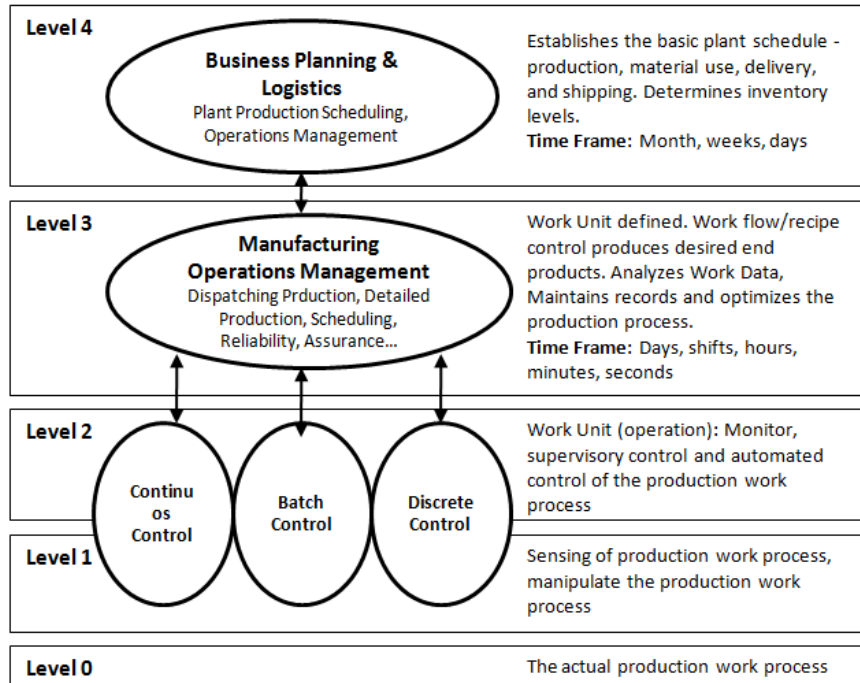 Level 4
Business Planning &
Logistics
Plant Production Scheduling,
Operations Management
Establishes the basic plant schedule -
production, material use, delivery,
and shipping. Determines inventory
levels.
Time Frame: Month, weeks, days
Level 3
Manufacturing
Operations Management
Dispatching Prduction, Detailed
Production, Scheduling,
Reliability, Assurance...
Work Unit defined. Work flow/recipe
control produces desired end
products. Analyzes Work Data,
Maintains records and optimizes the
production process.
Time Frame: Days, shifts, hours,
minutes, seconds
Level 2
Continu
os
Control
Batch
Control
Discrete
Control
Work Unit (operation): Monitor,
supervisory control and automated
control of the production work
process
Level 1
Sensing of production work process,
manipulate the production work
process
Level 0
The actual production work process